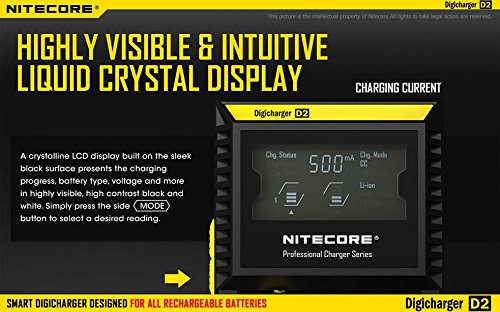 NITECORE®
Digicharger D2
This picture is the intellectual property of Nitecore.All rights to take legal action are reserved.
HIGHLY VISIBLE & INTUITIVE
LIQUID CRYSTAL DISPLAY
CHARGING CURRENT
A crystalline LCD display built on the sleek
black surface presents the charging
progress, battery type, voltage and more
in highly visible, high contrast black and
white. Simply press the side MODE
button to select a desired reading.
Digicharger D2
Chg. Status
500mA
Chg. Mode
CC
Li-ion
1
NITECORE®
Professional Charger Series
SMART DIGICHARGER DESIGNED FOR ALL RECHARGEABLE BATTERIES
Digicharger D2